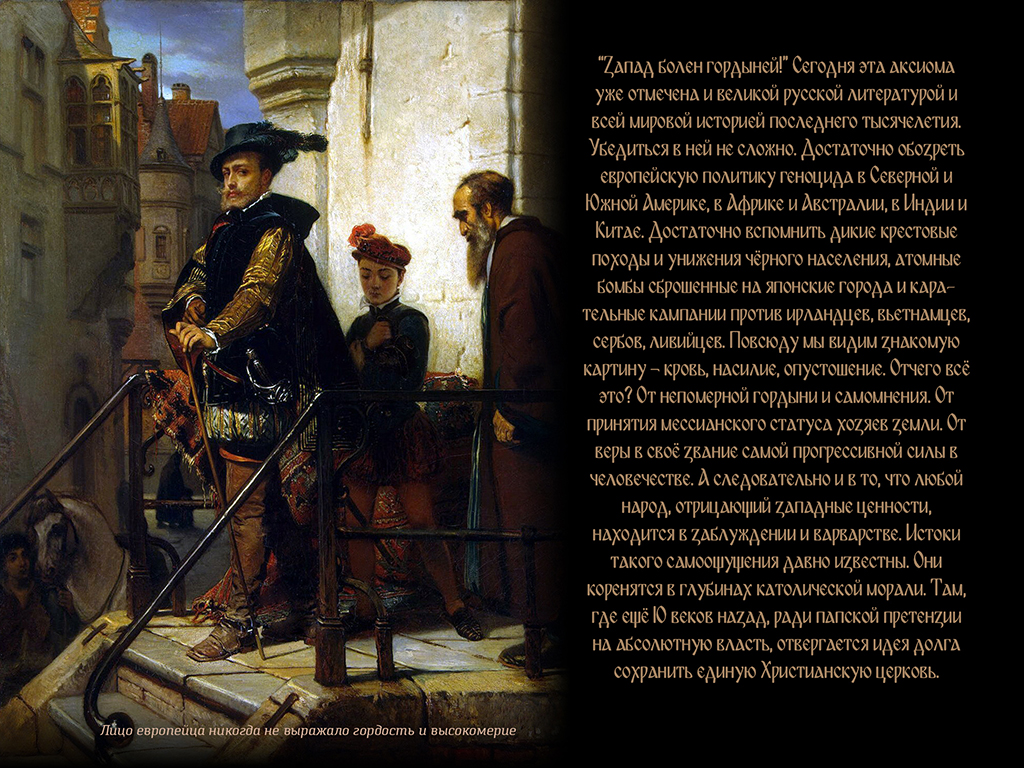 "Запад болен гордыней!" Сегодня эта аксиома
уже отмечена и великой русской литературой и
всей мировой историей последнего тысячелетия.
Убедиться в ней не сложно. Достаточно обозреть
европейскую политику геноцида в Северной и
Южной Америке, в Африке и Австралии, в Индии и
Китае. Достаточно вспомнить дикие крестовые
походы и унижения чёрного населения, атомные
бомбы сброшенные на японские города и кара-
тельные кампании против ирландцев, вьетнамцев,
сербов, ливийцев. Повсюду мы видим знакомую
картину – кровь, насилие, опустошение. Отчего всё
это? От непомерной гордыни и самомнения. От
принятия мессианского статуса хозяев земли. От
веры в своё звание самой прогрессивной силы в
человечестве. А следовательно и в то, что любой
народ, отрицающий западные ценности,
находится в заблуждении и варварстве. Истоки
такого самоощущения давно известны. Они
коренятся в глубинах католической морали. Там,
где ещё 10 веков назад, ради папской претензии
на абсолютную власть, отвергается идея долга
сохранить единую Христианскую церковь.
Лицо европейца никогда не выражало гордость и высокомерие